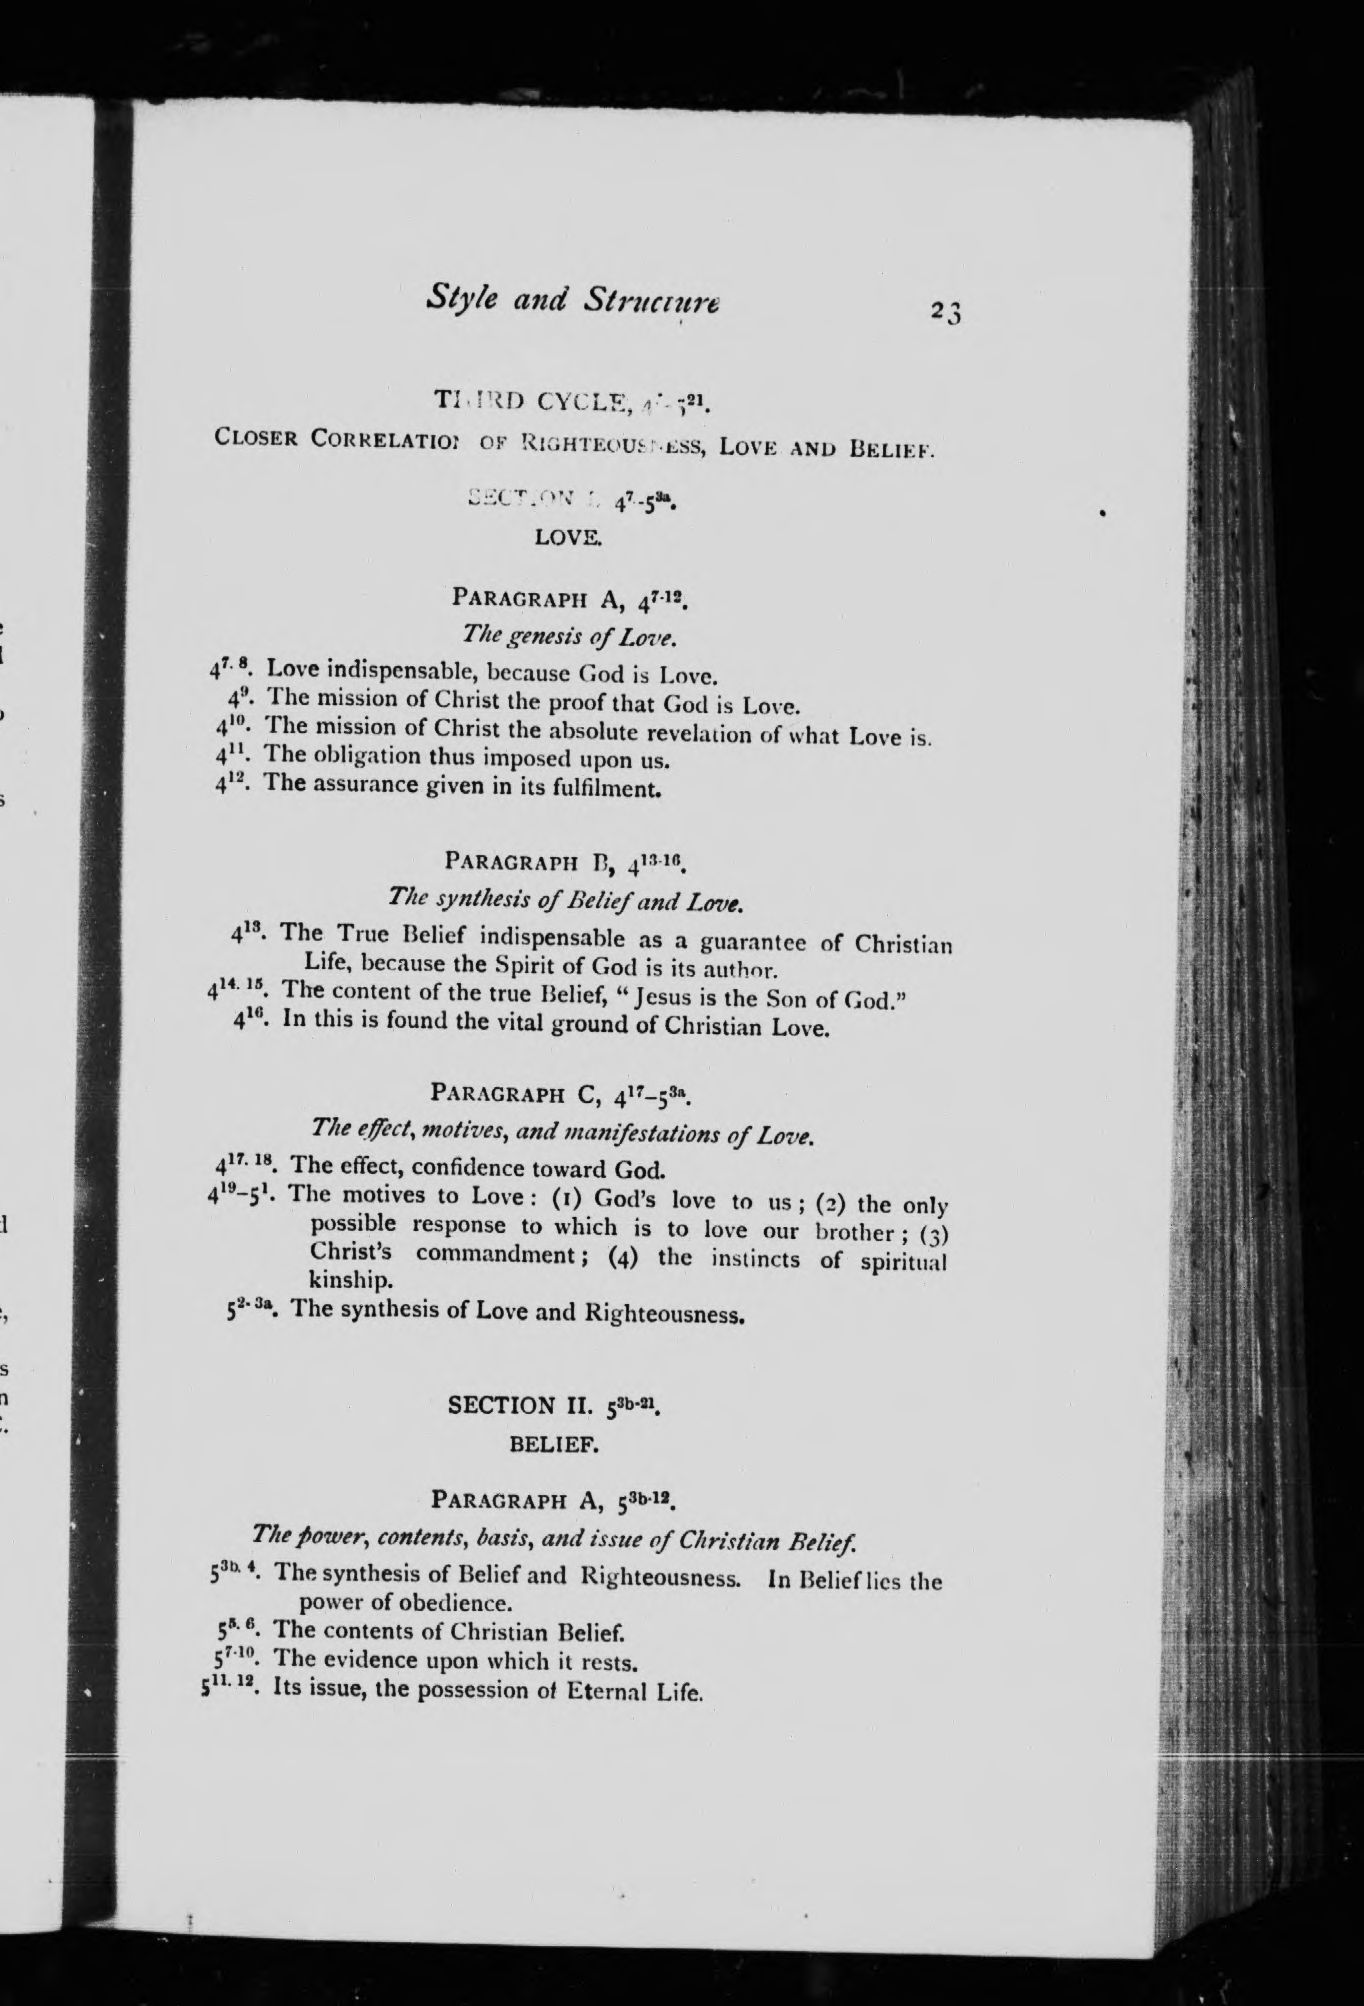 Style and Structure 23
THIRD CYCLE, 4⁷-5²¹.
CLOSER CORRELATION OF RIGHTEOUSNESS, LOVE AND BELIEF.
SECTION I. 4⁷-5³ᵃ.
LOVE.
PARAGRAPH A, 4⁷⁻¹².
The genesis of Love.
4⁷· ⁸. Love indispensable, because God is Love.
4⁹. The mission of Christ the proof that God is Love.
4¹⁰. The mission of Christ the absolute revelation of what Love is.
4¹¹. The obligation thus imposed upon us.
4¹². The assurance given in its fulfilment.
PARAGRAPH B, 4¹³⁻¹⁶.
The synthesis of Belief and Love.
4¹³. The True Belief indispensable as a guarantee of Christian
Life, because the Spirit of God is its author.
4¹⁴· ¹⁵. The content of the true Belief, “Jesus is the Son of God.”
4¹⁶. In this is found the vital ground of Christian Love.
PARAGRAPH C, 4¹⁷–5³ᵃ.
The effect, motives, and manifestations of Love.
4¹⁷· ¹⁸. The effect, confidence toward God.
4¹⁹–5¹. The motives to Love: (1) God’s love to us; (2) the only
possible response to which is to love our brother; (3)
Christ’s commandment; (4) the instincts of spiritual
kinship.
5²· ³ᵃ. The synthesis of Love and Righteousness.
SECTION II. 5³ᵇ⁻²¹.
BELIEF.
PARAGRAPH A, 5³ᵇ⁻¹².
The power, contents, basis, and issue of Christian Belief.
5³ᵇ· ⁴. The synthesis of Belief and Righteousness. In Belief lies the
power of obedience.
5⁵· ⁶. The contents of Christian Belief.
5⁷⁻¹⁰. The evidence upon which it rests.
5¹¹· ¹². Its issue, the possession of Eternal Life.